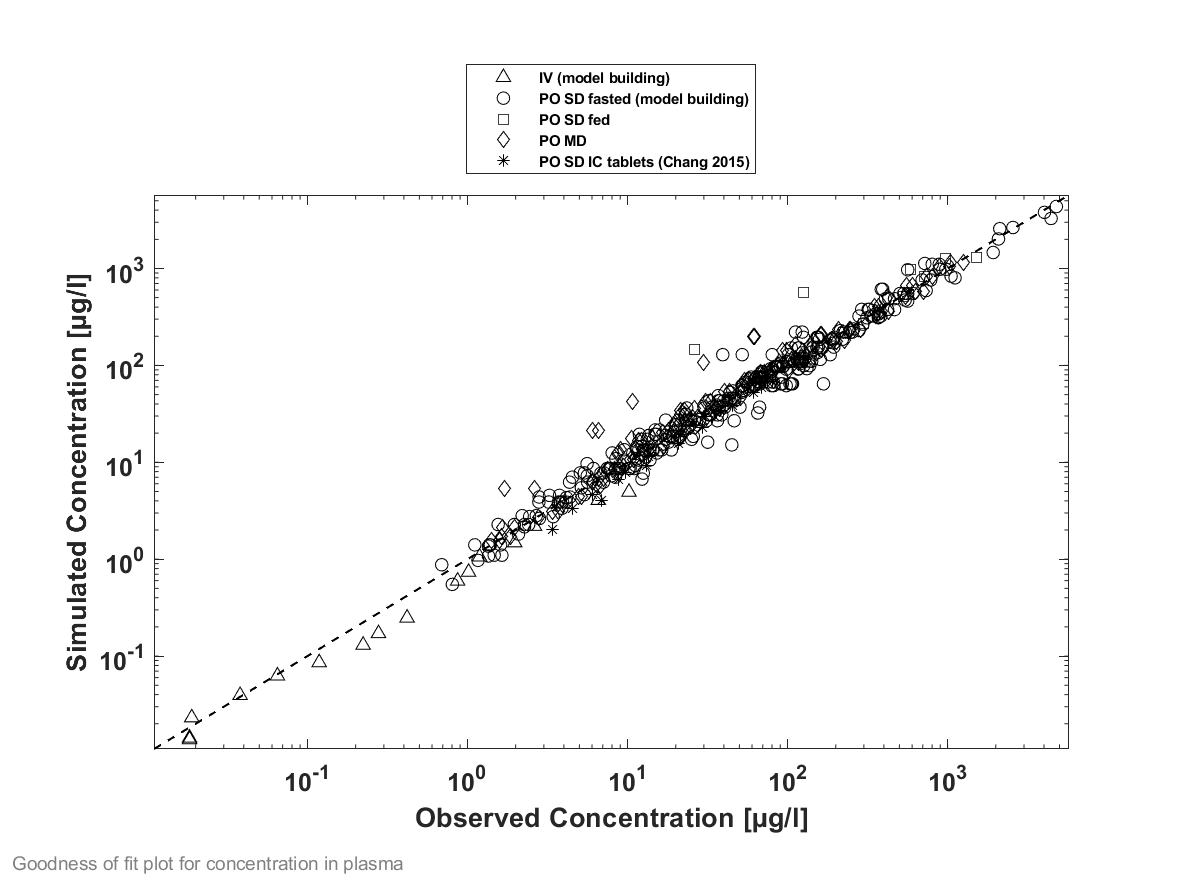 IV (model building)
PO SD fasted (model building)
PO SD fed
PO MD
PO SD IC tablets (Chang 2015)
10³
10²
10¹
10⁰
10⁻¹
Simulated Concentration [µg/l]
10⁻¹ 10⁰ 10¹ 10² 10³
Observed Concentration [µg/l]
Goodness of fit plot for concentration in plasma